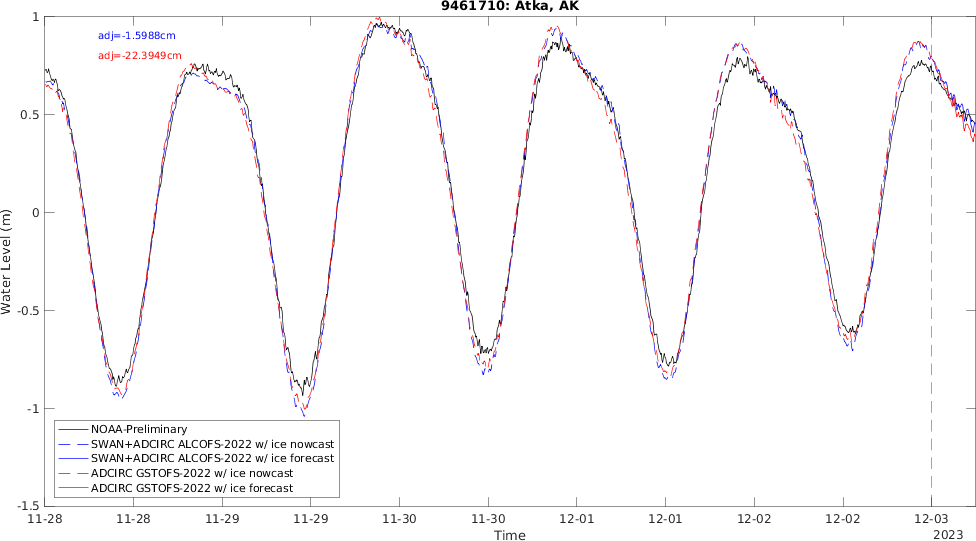 9461710: Atka, AK
adj=-1.5988cm
adj=-22.3949cm
1
0.5
0
-0.5
-1
-1.5
Water Level (m)
NOAA-Preliminary
SWAN+ADCIRC ALCOFS-2022 w/ ice nowcast
SWAN+ADCIRC ALCOFS-2022 w/ ice forecast
ADCIRC GSTOFS-2022 w/ ice nowcast
ADCIRC GSTOFS-2022 w/ ice forecast
11-28 11-28 11-29 11-29 11-30 11-30 12-01 12-01 12-02 12-02 12-03
Time
2023